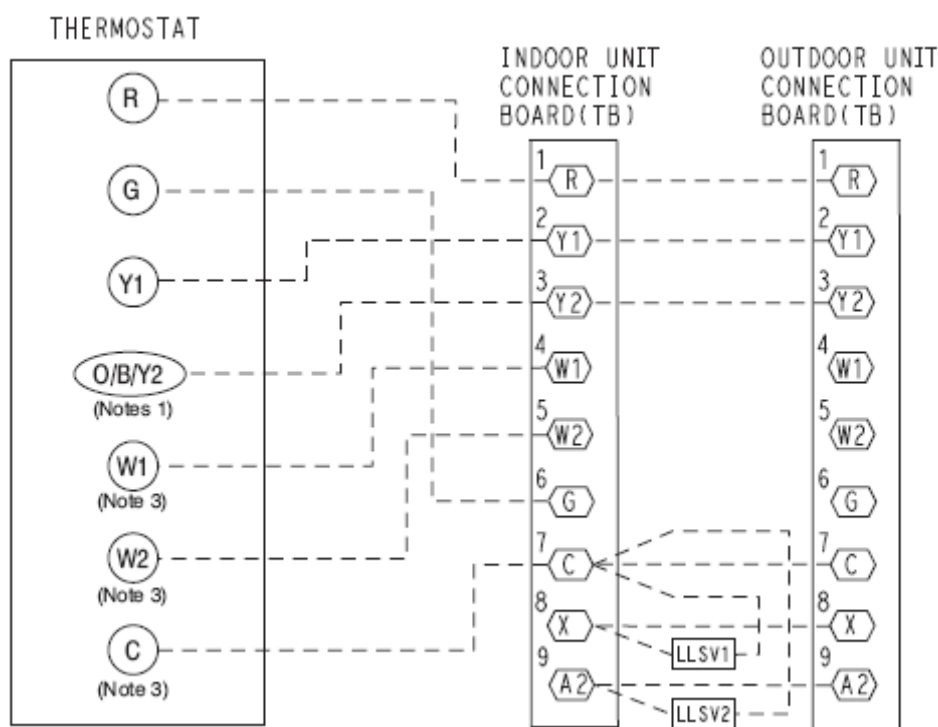 THERMOSTAT
R
G
Y1
O/B/Y2
(Notes 1)
W1
(Note 3)
W2
(Note 3)
C
(Note 3)
INDOOR UNIT
CONNECTION
BOARD(TB)
1
R
2
Y1
3
Y2
4
W1
5
W2
6
G
7
C
8
X
9
A2
LLSV1
LLSV2
OUTDOOR UNIT
CONNECTION
BOARD(TB)
1
R
2
Y1
3
Y2
4
W1
5
W2
6
G
7
C
8
X
9
A2